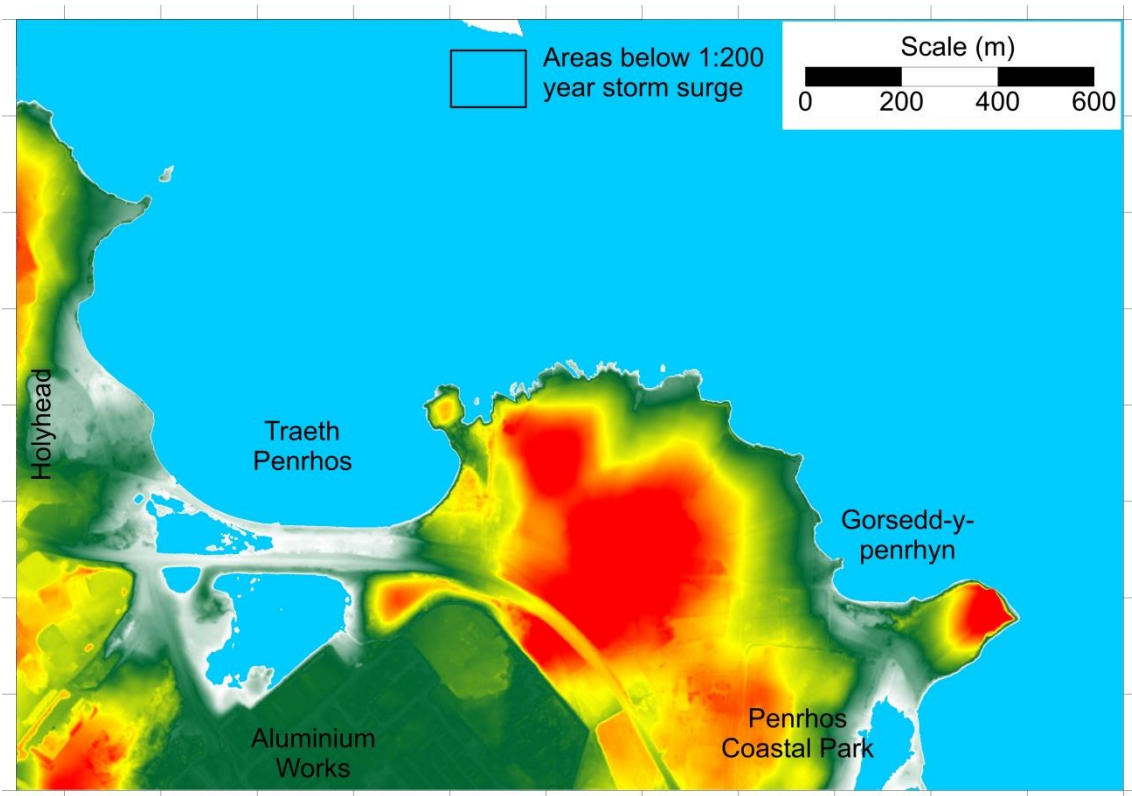 Areas below 1:200
year storm surge
Scale (m)
0 200 400 600
Holyhead
Traeth
Penrhos
Gorsedd-y-
penrhyn
Aluminium
Works
Penrhos
Coastal Park